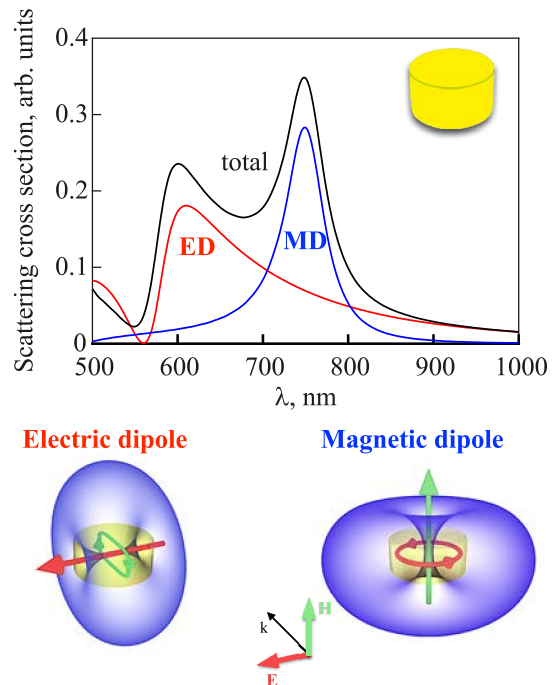 Scattering cross section, arb. units
0.4
0.3
0.2
0.1
0
total
ED
MD
500 600 700 800 900 1000
λ, nm
Electric dipole
Magnetic dipole
H
k
E